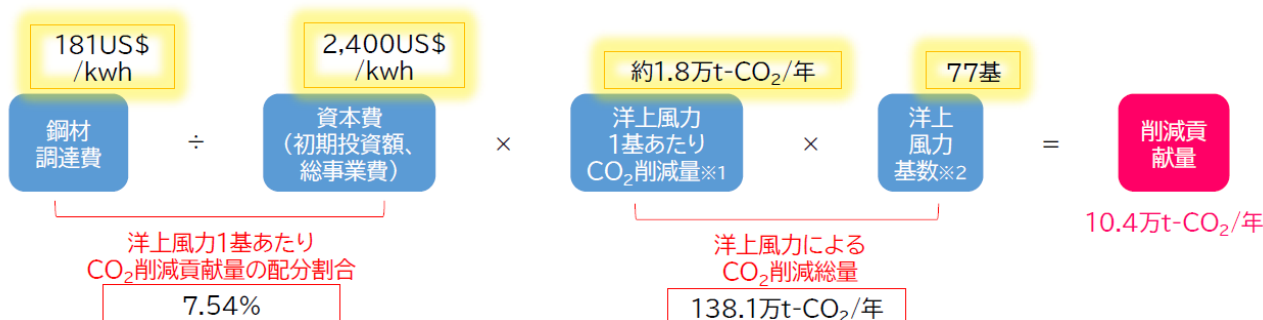 181US$
/kwh
2,400US$
/kwh
約1.8万t-CO₂/年
77基
鋼材
調達費
÷
資本費
(初期投資額、
総事業費)
×
洋上風力
1基あたり
CO₂削減量※1
×
洋上
風力
基数※2
=
削減貢
献量
10.4万t-CO₂/年
洋上風力1基あたり
CO₂削減貢献量の配分割合
7.54%
洋上風力による
CO₂削減総量
138.1万t-CO₂/年